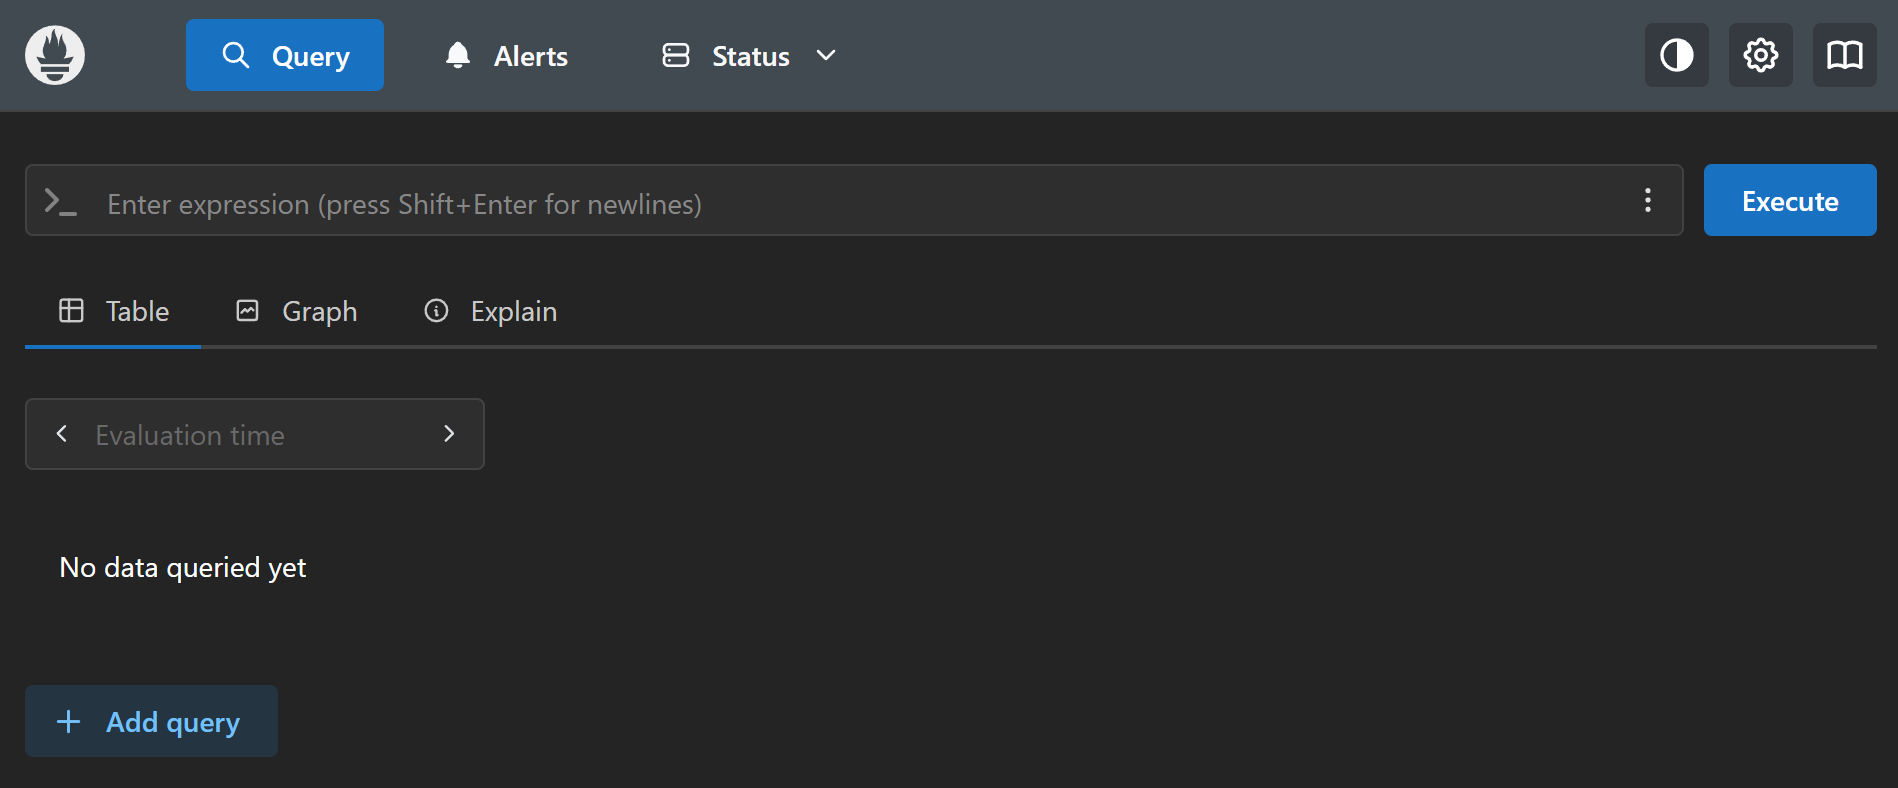 Query
Alerts
Status
Enter expression (press Shift+Enter for newlines)
Execute
Table
Graph
Explain
Evaluation time
No data queried yet
Add query